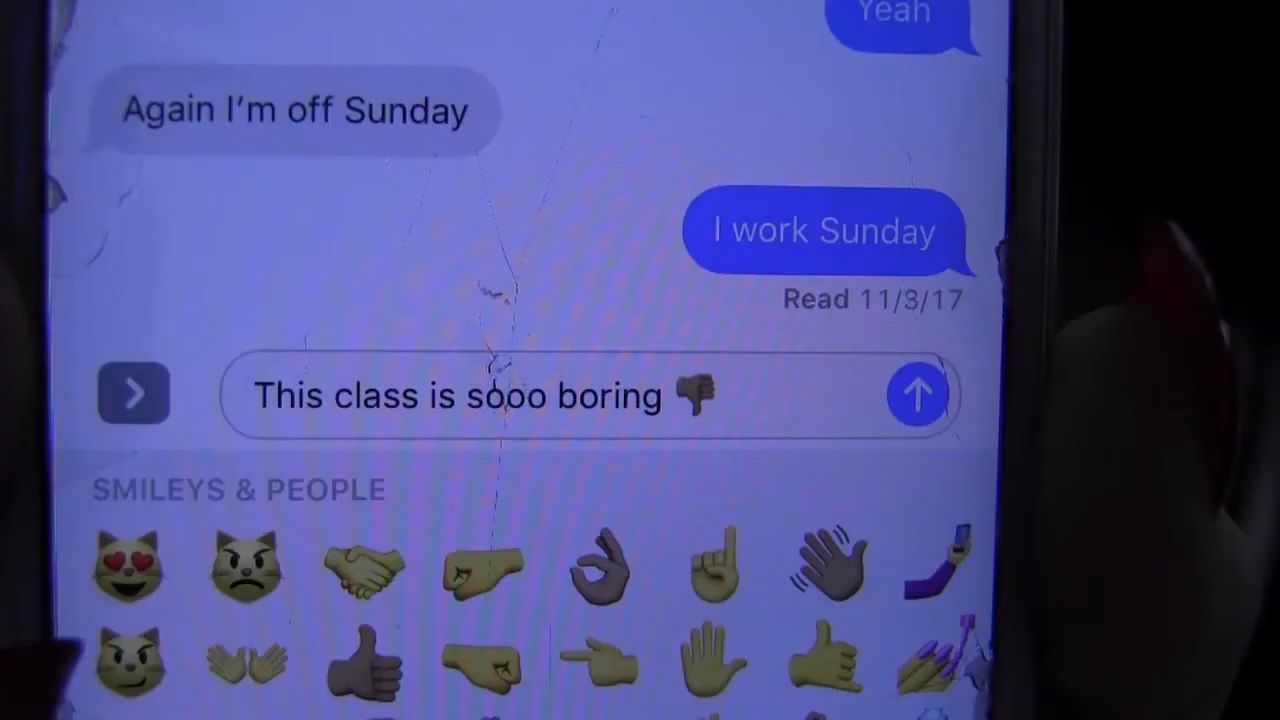 Yeah
Again I'm off Sunday
I work Sunday
Read 11/3/17
This class is sooo boring 👎🏾
SMILEYS & PEOPLE